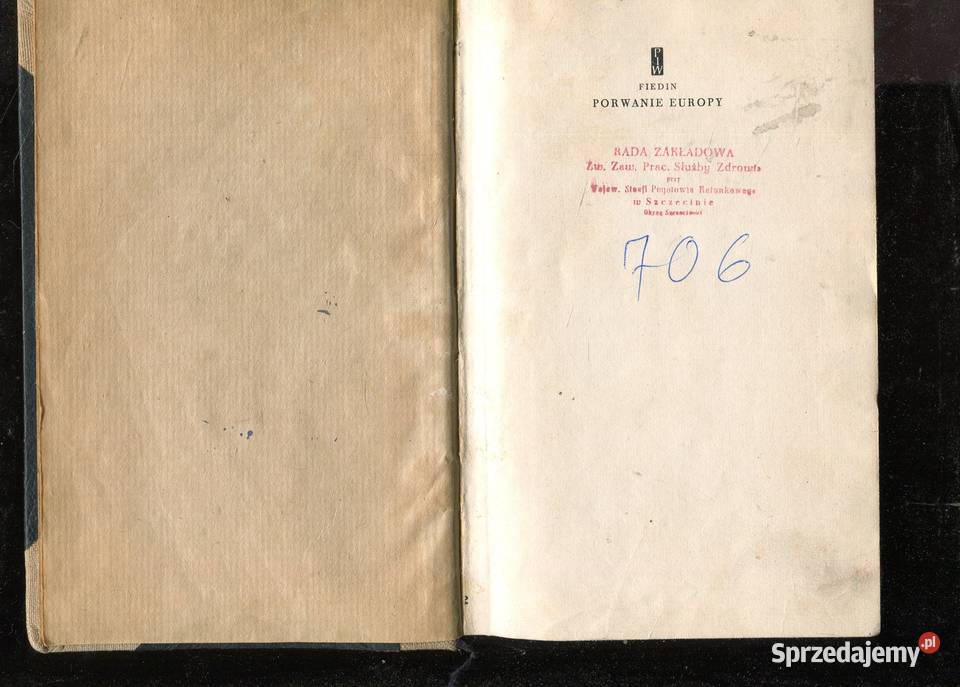 PIW
FIEDIN
PORWANIE EUROPY
RADA ZAKŁADOWA
Zw. Zaw. Prac. Służby Zdrowia
przy
Wojew. Stacji Pogotowia Ratunkowego
w Szczecinie
706
Sprzedajemy.pl